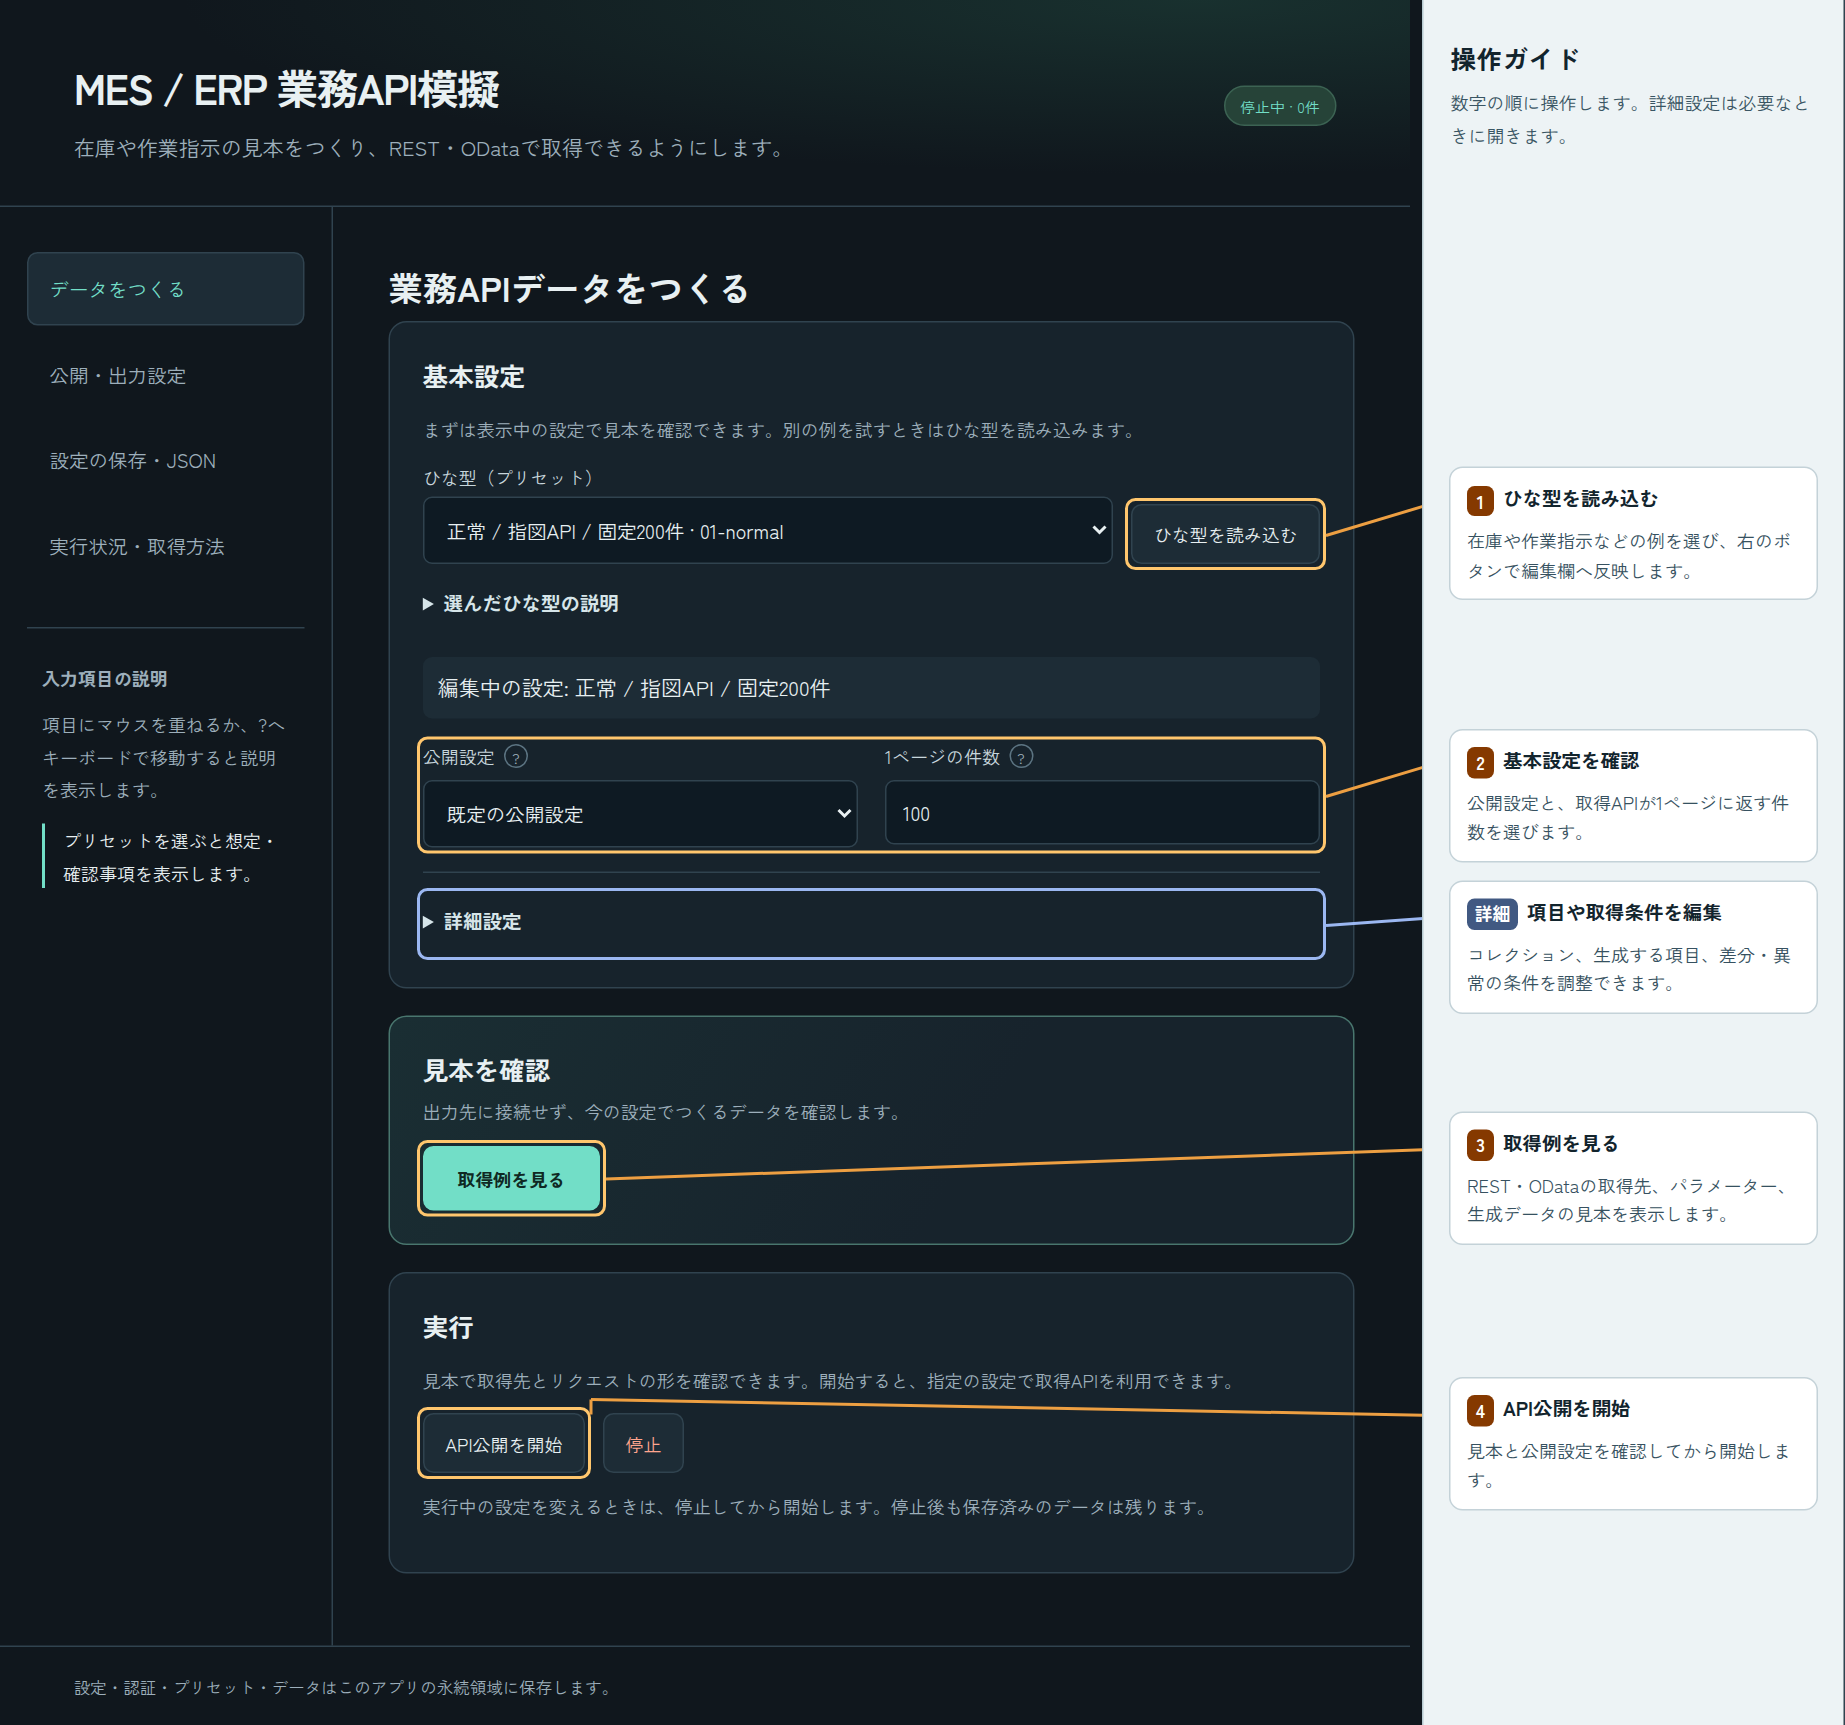 MES / ERP 業務API模擬
在庫や作業指示の見本をつくり、REST・ODataで取得できるようにします。
停止中 · 0件
データをつくる
公開・出力設定
設定の保存・JSON
実行状況・取得方法
入力項目の説明
項目にマウスを重ねるか、?へ
キーボードで移動すると説明
を表示します。
プリセットを選ぶと想定・
確認事項を表示します。
業務APIデータをつくる
基本設定
まずは表示中の設定で見本を確認できます。別の例を試すときはひな型を読み込みます。
ひな型（プリセット）
正常 / 指図API / 固定200件 · 01-normal
ひな型を読み込む
▶ 選んだひな型の説明
編集中の設定: 正常 / 指図API / 固定200件
公開設定 ?
1ページの件数 ?
既定の公開設定
100
▶ 詳細設定
見本を確認
出力先に接続せず、今の設定でつくるデータを確認します。
取得例を見る
実行
見本で取得先とリクエストの形を確認できます。開始すると、指定の設定で取得APIを利用できます。
API公開を開始
停止
実行中の設定を変えるときは、停止してから開始します。停止後も保存済みのデータは残ります。
設定・認証・プリセット・データはこのアプリの永続領域に保存します。
操作ガイド
数字の順に操作します。詳細設定は必要なと
きに開きます。
1 ひな型を読み込む
在庫や作業指示などの例を選び、右のボ
タンで編集欄へ反映します。
2 基本設定を確認
公開設定と、取得APIが1ページに返す件
数を選びます。
詳細 項目や取得条件を編集
コレクション、生成する項目、差分・異
常の条件を調整できます。
3 取得例を見る
REST・ODataの取得先、パラメーター、
生成データの見本を表示します。
4 API公開を開始
見本と公開設定を確認してから開始しま
す。